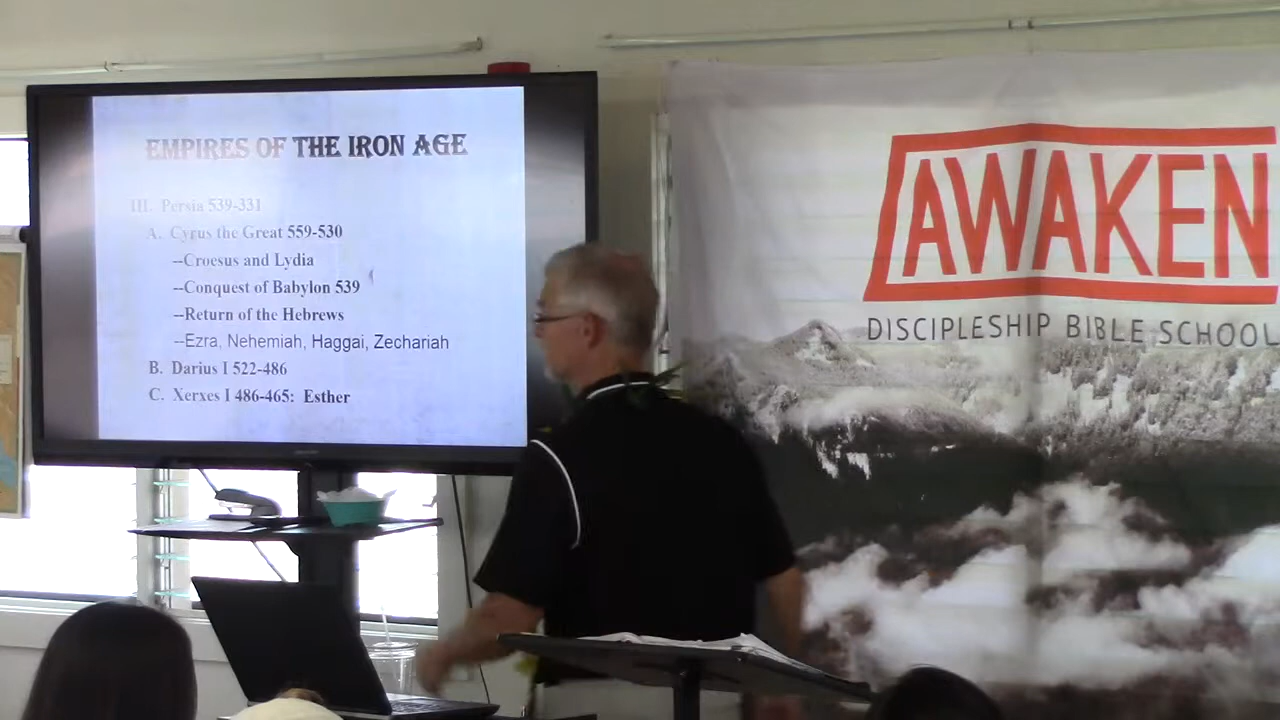 EMPIRES OF THE IRON AGE
III. Persia 539-331
A. Cyrus the Great 559-530
--Croesus and Lydia
--Conquest of Babylon 539
--Return of the Hebrews
--Ezra, Nehemiah, Haggai, Zechariah
B. Darius I 522-486
C. Xerxes I 486-465: Esther
AWAKEN
DISCIPLESHIP BIBLE SCHOOL